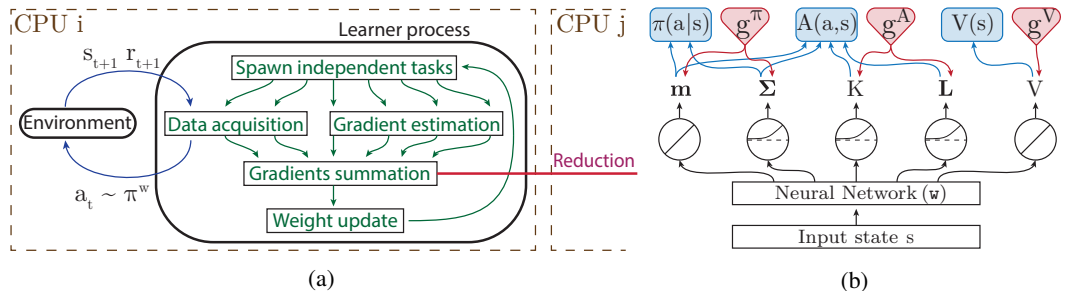 CPU i
CPU j
Learner process
s_{t+1} r_{t+1}
Spawn independent tasks
Environment
Data acquisition
Gradient estimation
Reduction
a_t ~ π^w
Gradients summation
Weight update
(a)
π(a|s)
g^π
A(a,s)
g^A
V(s)
g^V
m
Σ
K
L
V
Neural Network (w)
Input state s
(b)